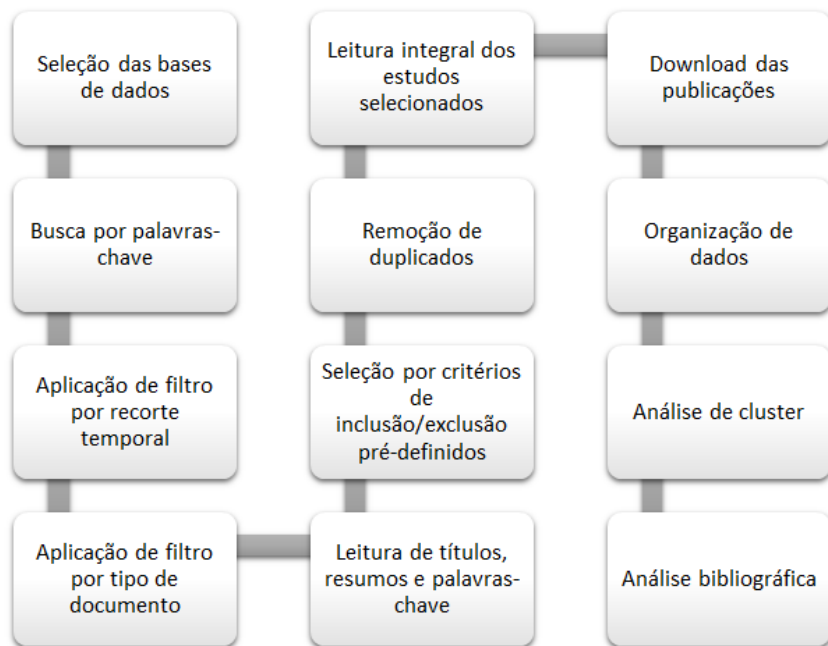 Seleção das bases
de dados
Busca por palavras-
chave
Aplicação de filtro
por recorte
temporal
Aplicação de filtro
por tipo de
documento
Leitura de títulos,
resumos e palavras-
chave
Seleção por critérios
de
inclusão/exclusão
pré-definidos
Remoção de
duplicados
Leitura integral dos
estudos
selecionados
Download das
publicações
Organização de
dados
Análise de cluster
Análise bibliográfica